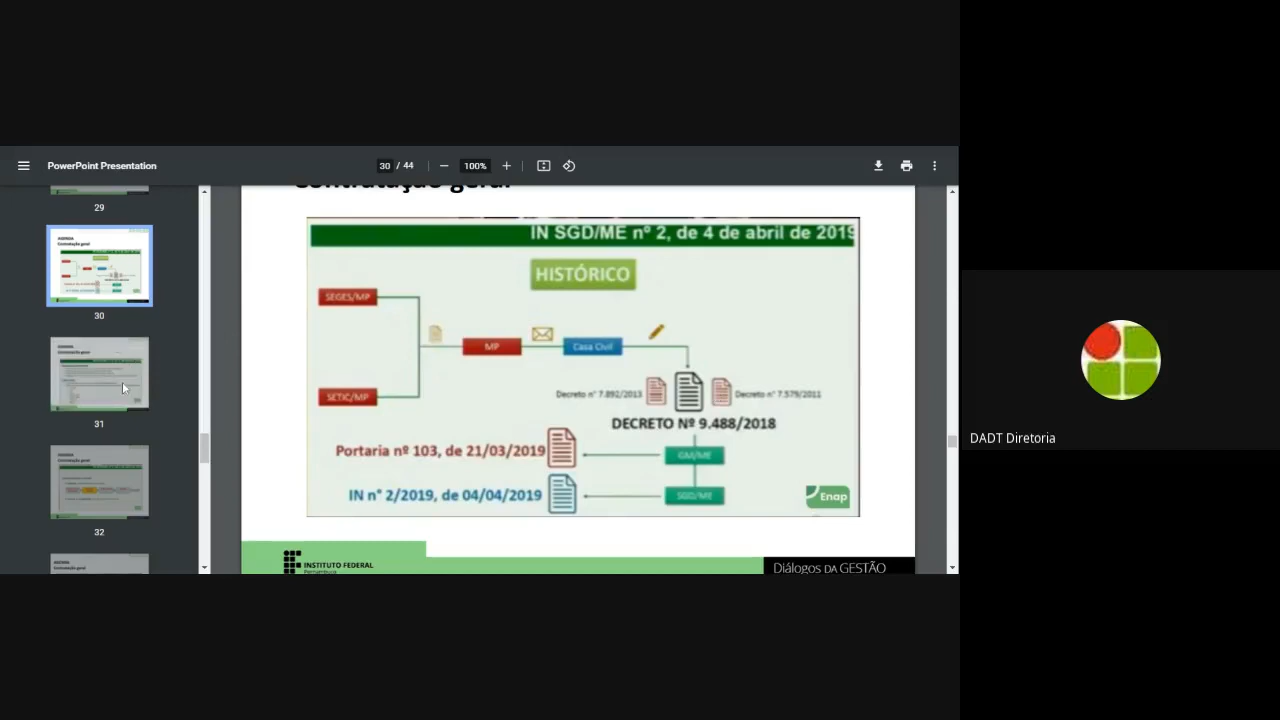 PowerPoint Presentation
30 / 44
100%
29
30
31
32
Contratação geral
IN SGD/ME nº 2, de 4 de abril de 2019
HISTÓRICO
SEGES/MP
MP
Casa Civil
SETIC/MP
Decreto n° 7.892/2013
Decreto n° 7.579/2011
DECRETO Nº 9.488/2018
Portaria nº 103, de 21/03/2019
GM/ME
IN n° 2/2019, de 04/04/2019
SGD/ME
Enap
INSTITUTO FEDERAL
Pernambuco
Diálogos DA GESTÃO
DADT Diretoria